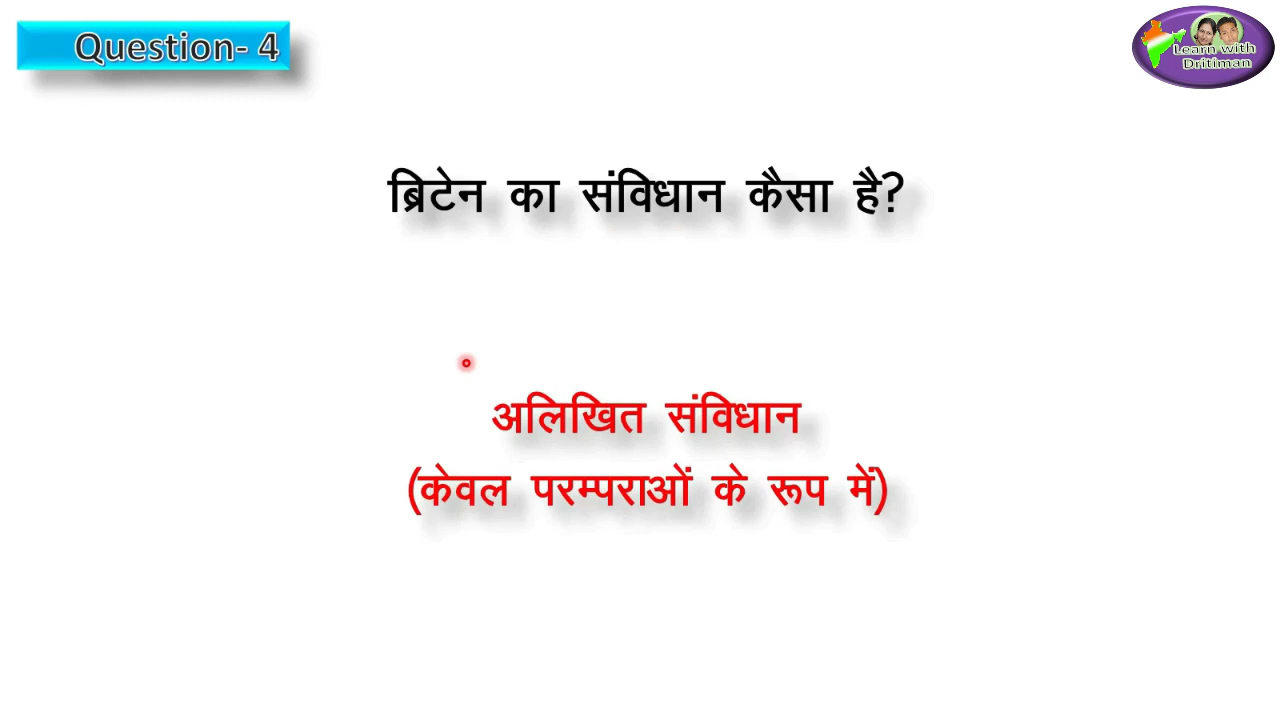 Question- 4
Learn with
Dritiman
ब्रिटेन का संविधान कैसा है?
अलिखित संविधान
(केवल परम्पराओं के रूप में)